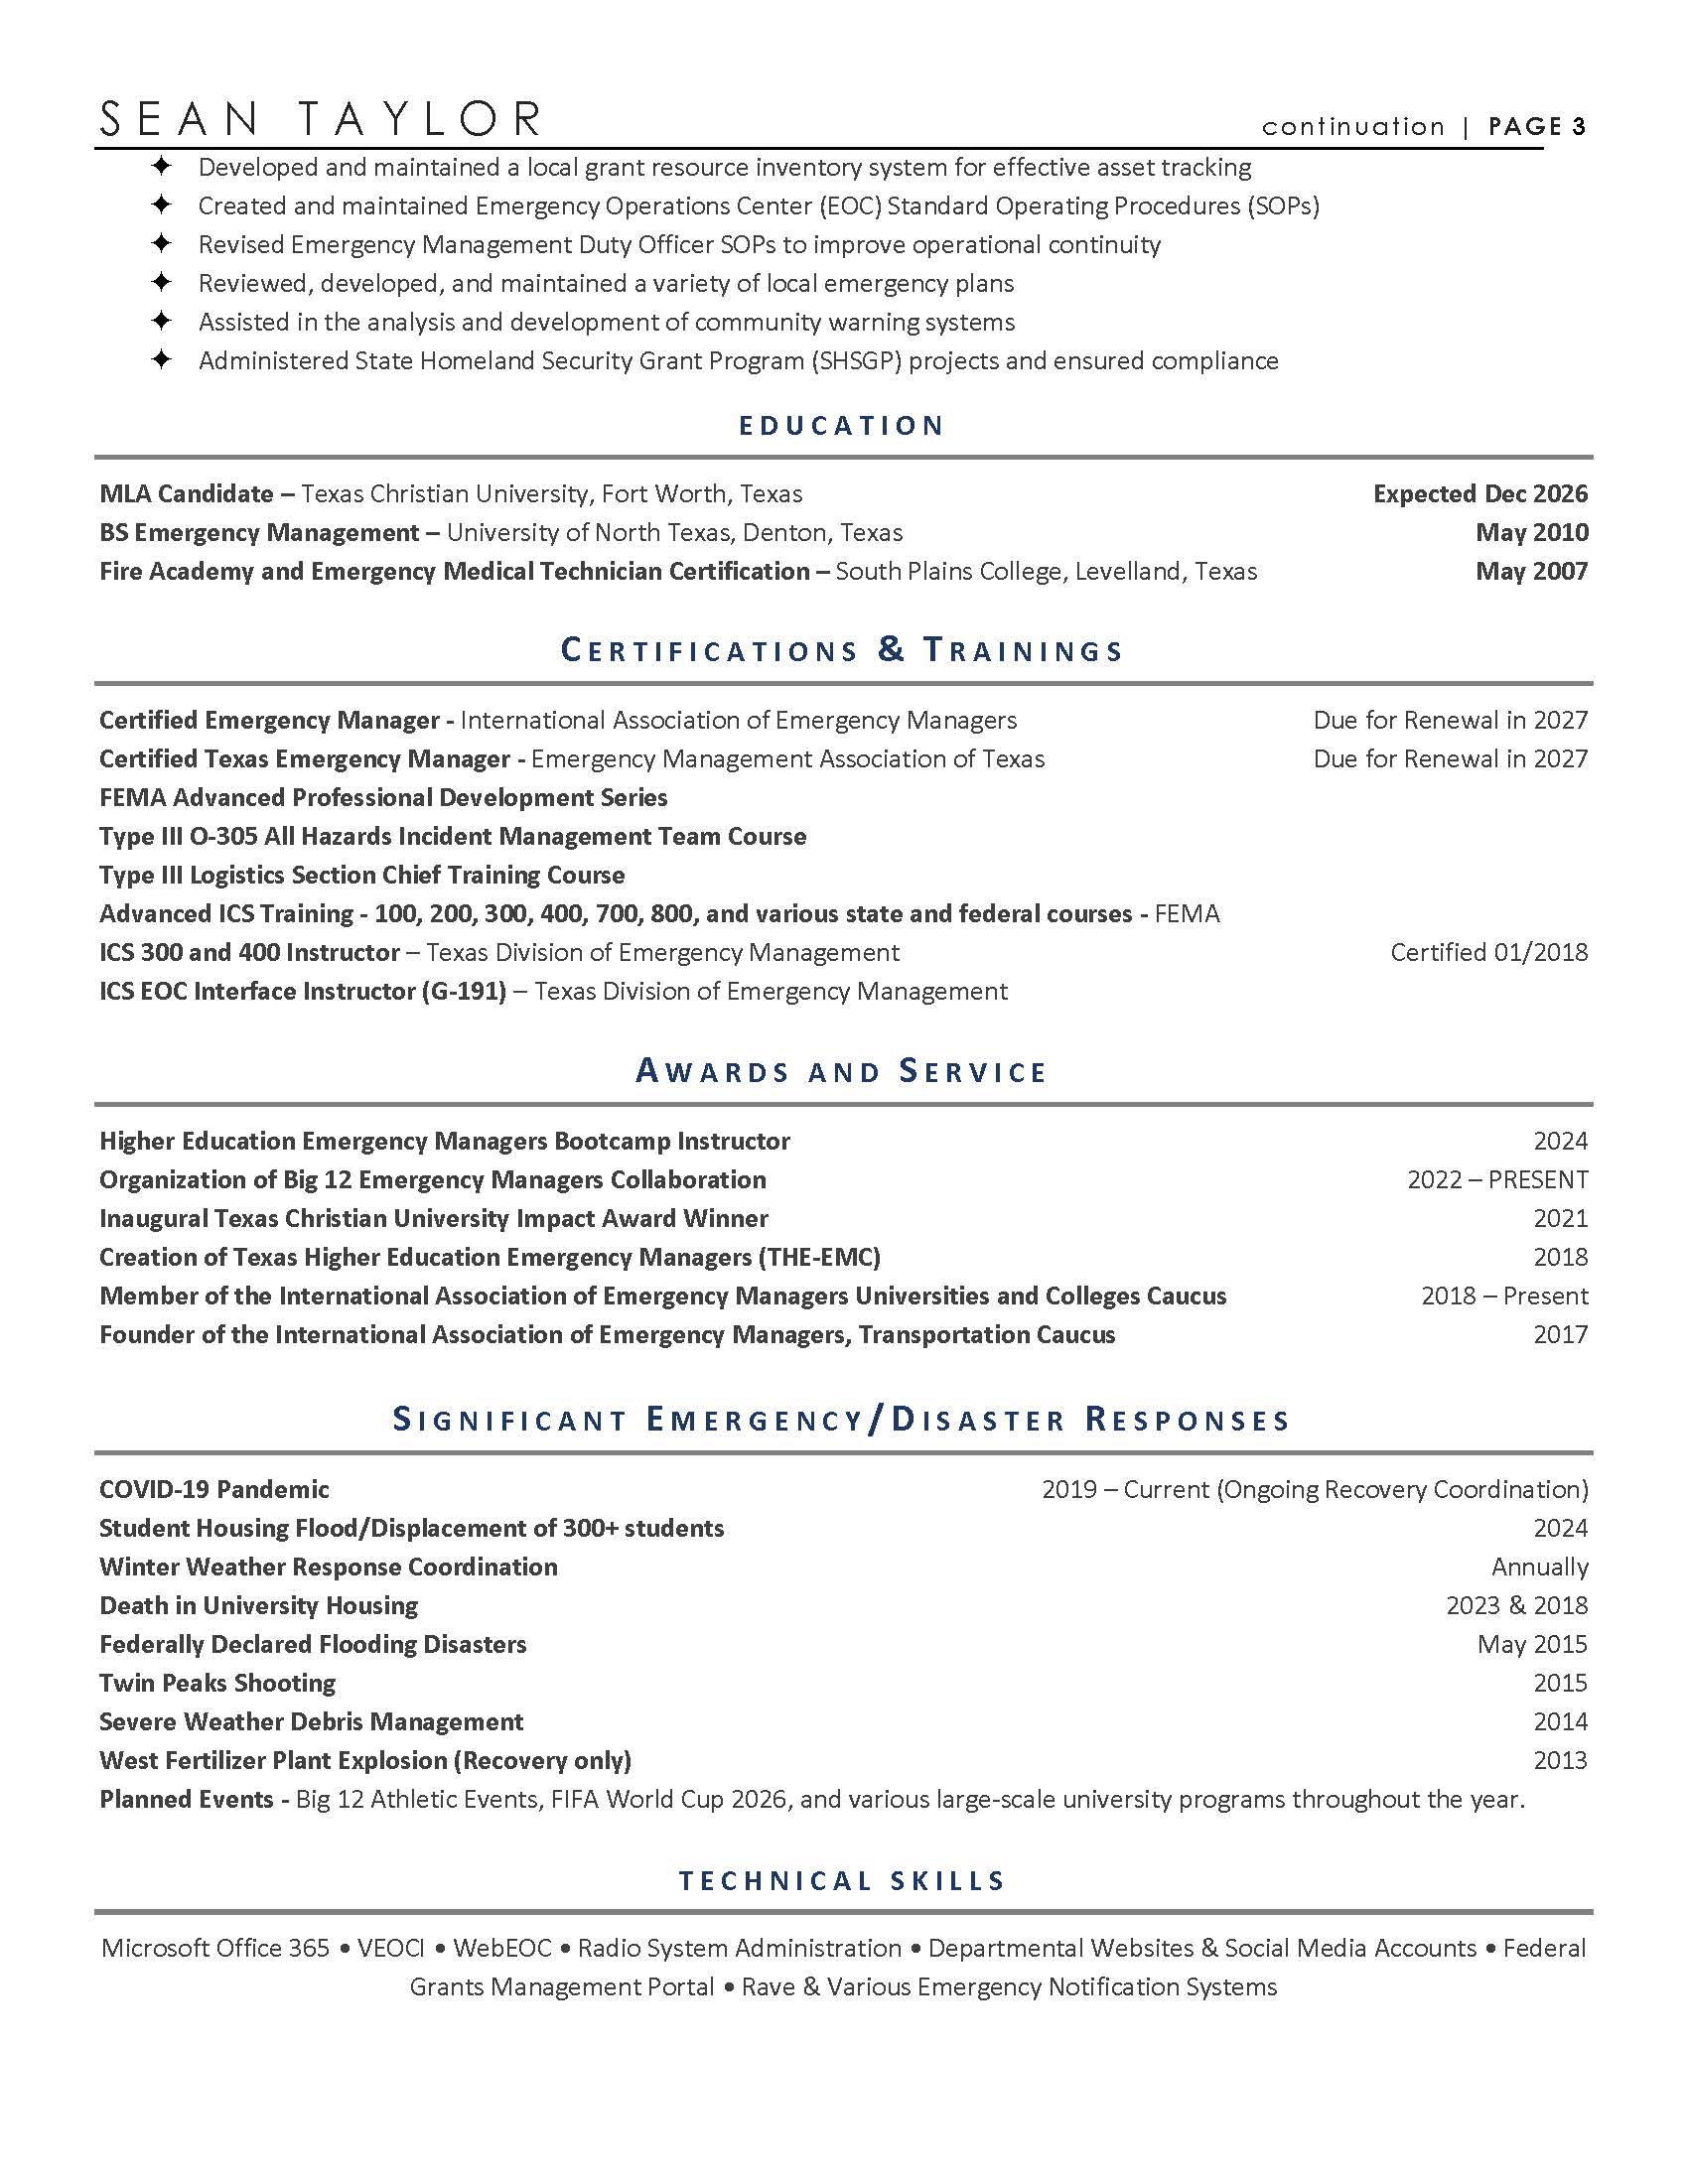 SEAN TAYLOR continuation | PAGE 3
✦ Developed and maintained a local grant resource inventory system for effective asset tracking
✦ Created and maintained Emergency Operations Center (EOC) Standard Operating Procedures (SOPs)
✦ Revised Emergency Management Duty Officer SOPs to improve operational continuity
✦ Reviewed, developed, and maintained a variety of local emergency plans
✦ Assisted in the analysis and development of community warning systems
✦ Administered State Homeland Security Grant Program (SHSGP) projects and ensured compliance
EDUCATION
MLA Candidate – Texas Christian University, Fort Worth, Texas Expected Dec 2026
BS Emergency Management – University of North Texas, Denton, Texas May 2010
Fire Academy and Emergency Medical Technician Certification – South Plains College, Levelland, Texas May 2007
CERTIFICATIONS & TRAININGS
Certified Emergency Manager - International Association of Emergency Managers Due for Renewal in 2027
Certified Texas Emergency Manager - Emergency Management Association of Texas Due for Renewal in 2027
FEMA Advanced Professional Development Series
Type III O-305 All Hazards Incident Management Team Course
Type III Logistics Section Chief Training Course
Advanced ICS Training - 100, 200, 300, 400, 700, 800, and various state and federal courses - FEMA
ICS 300 and 400 Instructor – Texas Division of Emergency Management Certified 01/2018
ICS EOC Interface Instructor (G-191) – Texas Division of Emergency Management
AWARDS AND SERVICE
Higher Education Emergency Managers Bootcamp Instructor 2024
Organization of Big 12 Emergency Managers Collaboration 2022 – PRESENT
Inaugural Texas Christian University Impact Award Winner 2021
Creation of Texas Higher Education Emergency Managers (THE-EMC) 2018
Member of the International Association of Emergency Managers Universities and Colleges Caucus 2018 – Present
Founder of the International Association of Emergency Managers, Transportation Caucus 2017
SIGNIFICANT EMERGENCY/DISASTER RESPONSES
COVID-19 Pandemic 2019 – Current (Ongoing Recovery Coordination)
Student Housing Flood/Displacement of 300+ students 2024
Winter Weather Response Coordination Annually
Death in University Housing 2023 & 2018
Federally Declared Flooding Disasters May 2015
Twin Peaks Shooting 2015
Severe Weather Debris Management 2014
West Fertilizer Plant Explosion (Recovery only) 2013
Planned Events - Big 12 Athletic Events, FIFA World Cup 2026, and various large-scale university programs throughout the year.
TECHNICAL SKILLS
Microsoft Office 365 • VEOCI • WebEOC • Radio System Administration • Departmental Websites & Social Media Accounts • Federal
Grants Management Portal • Rave & Various Emergency Notification Systems